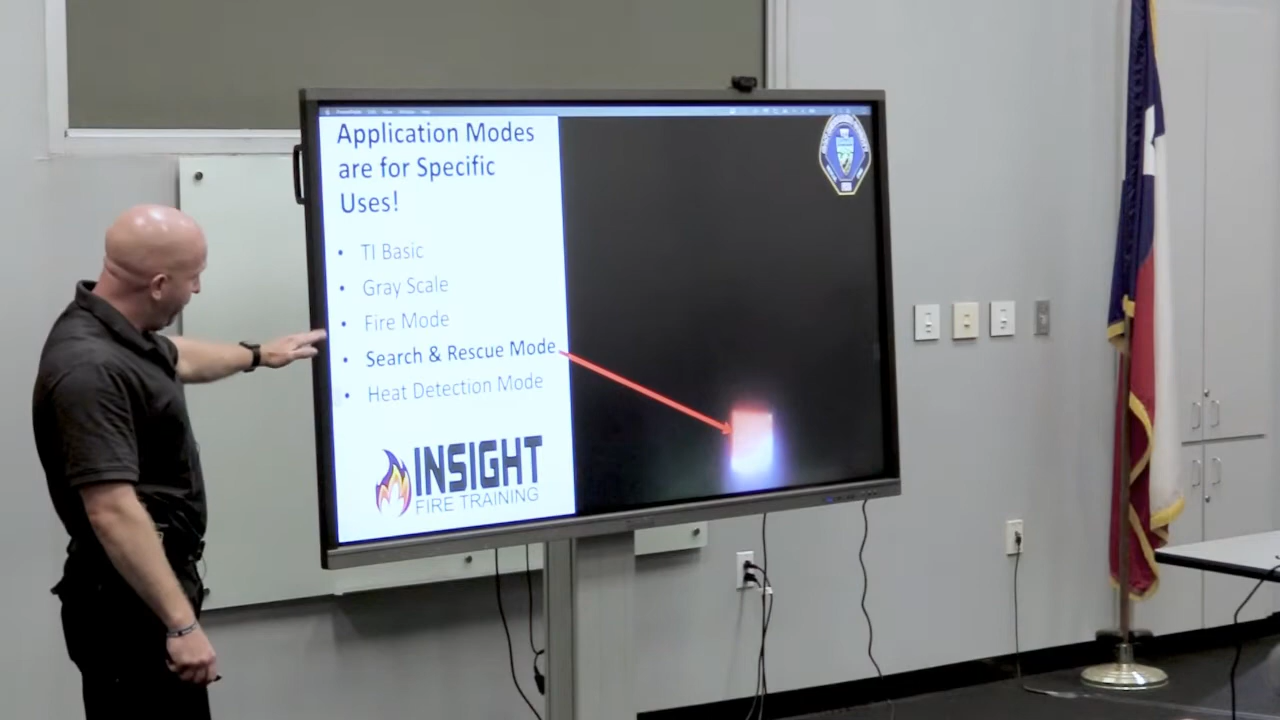 Application Modes
are for Specific
Uses!
• TI Basic
• Gray Scale
• Fire Mode
• Search & Rescue Mode
• Heat Detection Mode
INSIGHT
FIRE TRAINING